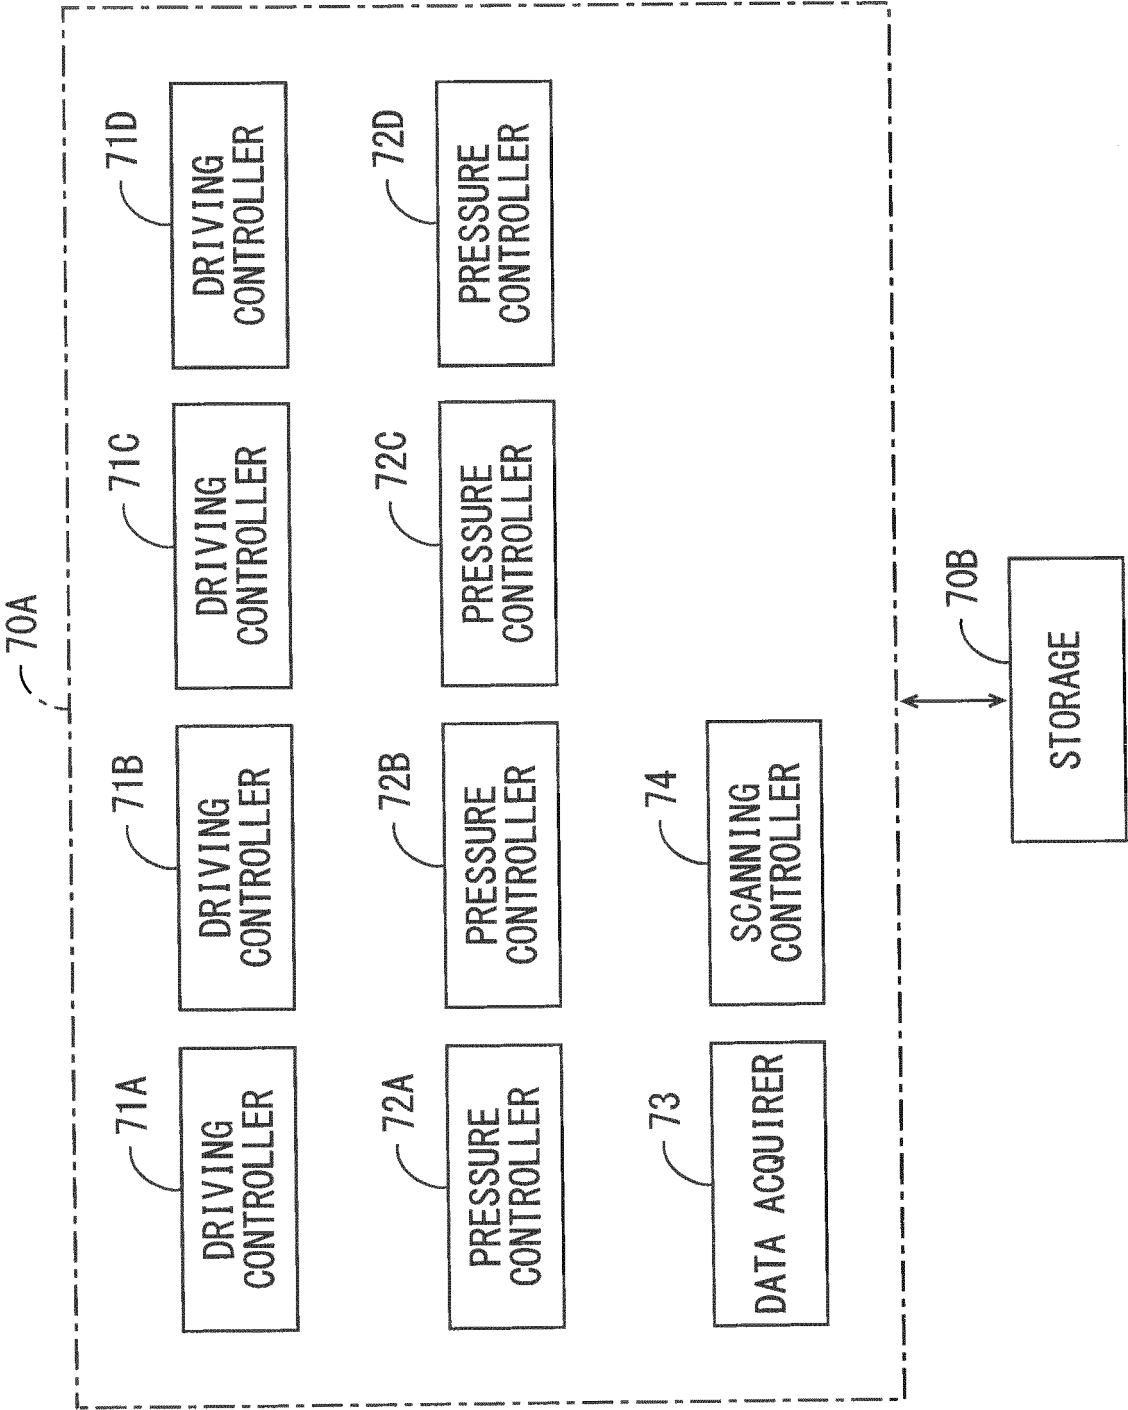 70A
71A
DRIVING
CONTROLLER
71B
DRIVING
CONTROLLER
71C
DRIVING
CONTROLLER
71D
DRIVING
CONTROLLER
72A
PRESSURE
CONTROLLER
72B
PRESSURE
CONTROLLER
72C
PRESSURE
CONTROLLER
72D
PRESSURE
CONTROLLER
73
DATA ACQUIRER
74
SCANNING
CONTROLLER
70B
STORAGE